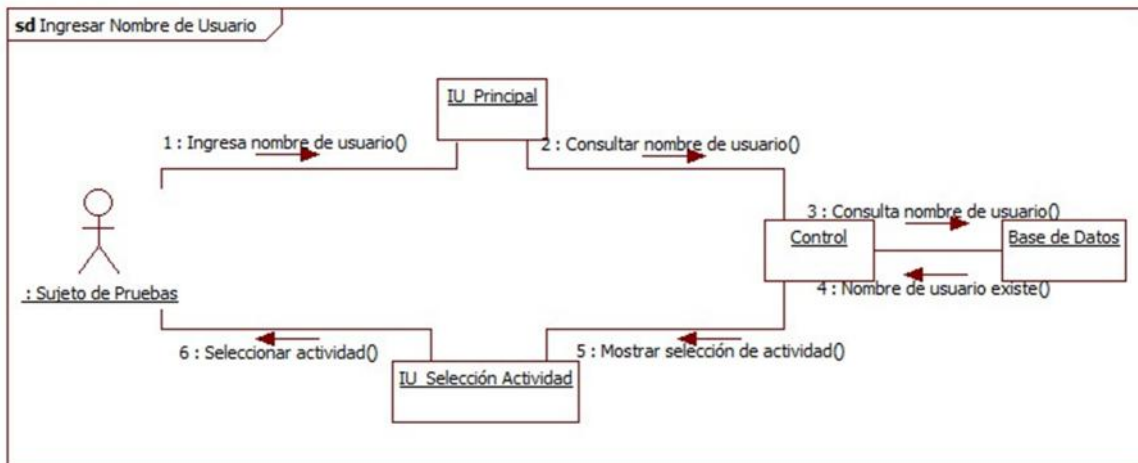 sd Ingresar Nombre de Usuario
IU_Principal
1 : Ingresa nombre de usuario()
2 : Consultar nombre de usuario()
3 : Consulta nombre de usuario()
Control
Base de Datos
4 : Nombre de usuario existe()
: Sujeto de Pruebas
6 : Seleccionar actividad()
5 : Mostrar selección de actividad()
IU_Selección Actividad